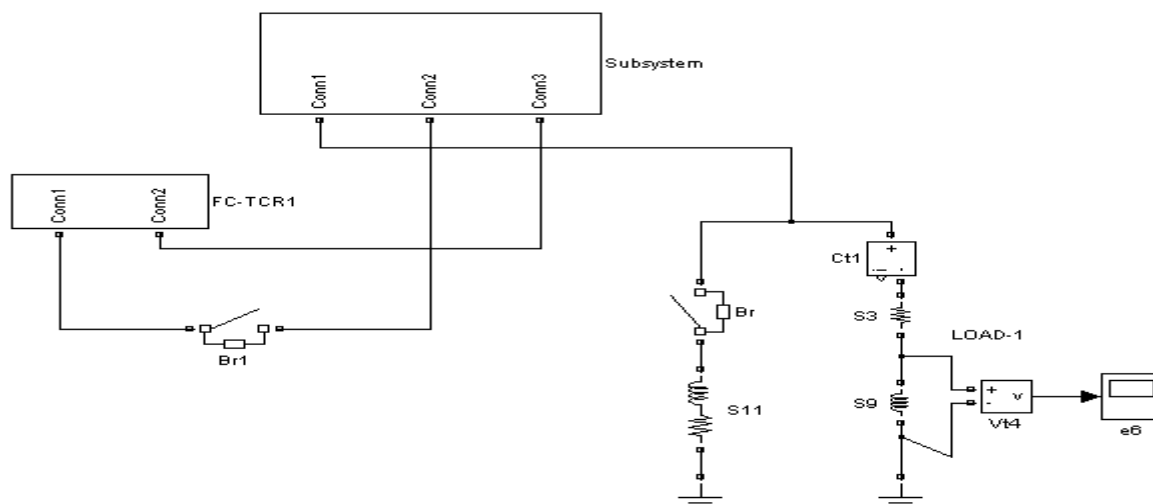 Subsystem
Conn1
Conn2
Conn3
FC-TCR1
Conn1
Conn2
Ct1
+
-
Br
S3
LOAD-1
Br1
+
-
v
S11
S9
Vt4
e6